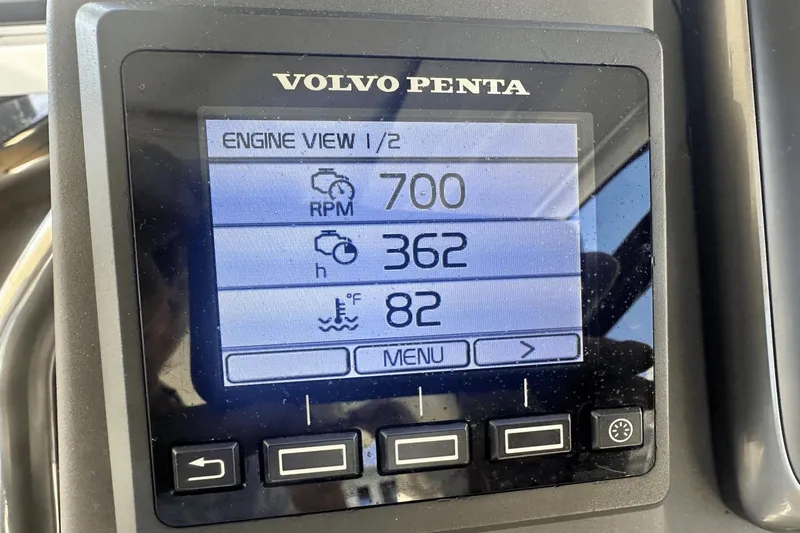 VOLVO PENTA
ENGINE VIEW 1/2
RPM 700
h 362
°F 82
MENU >